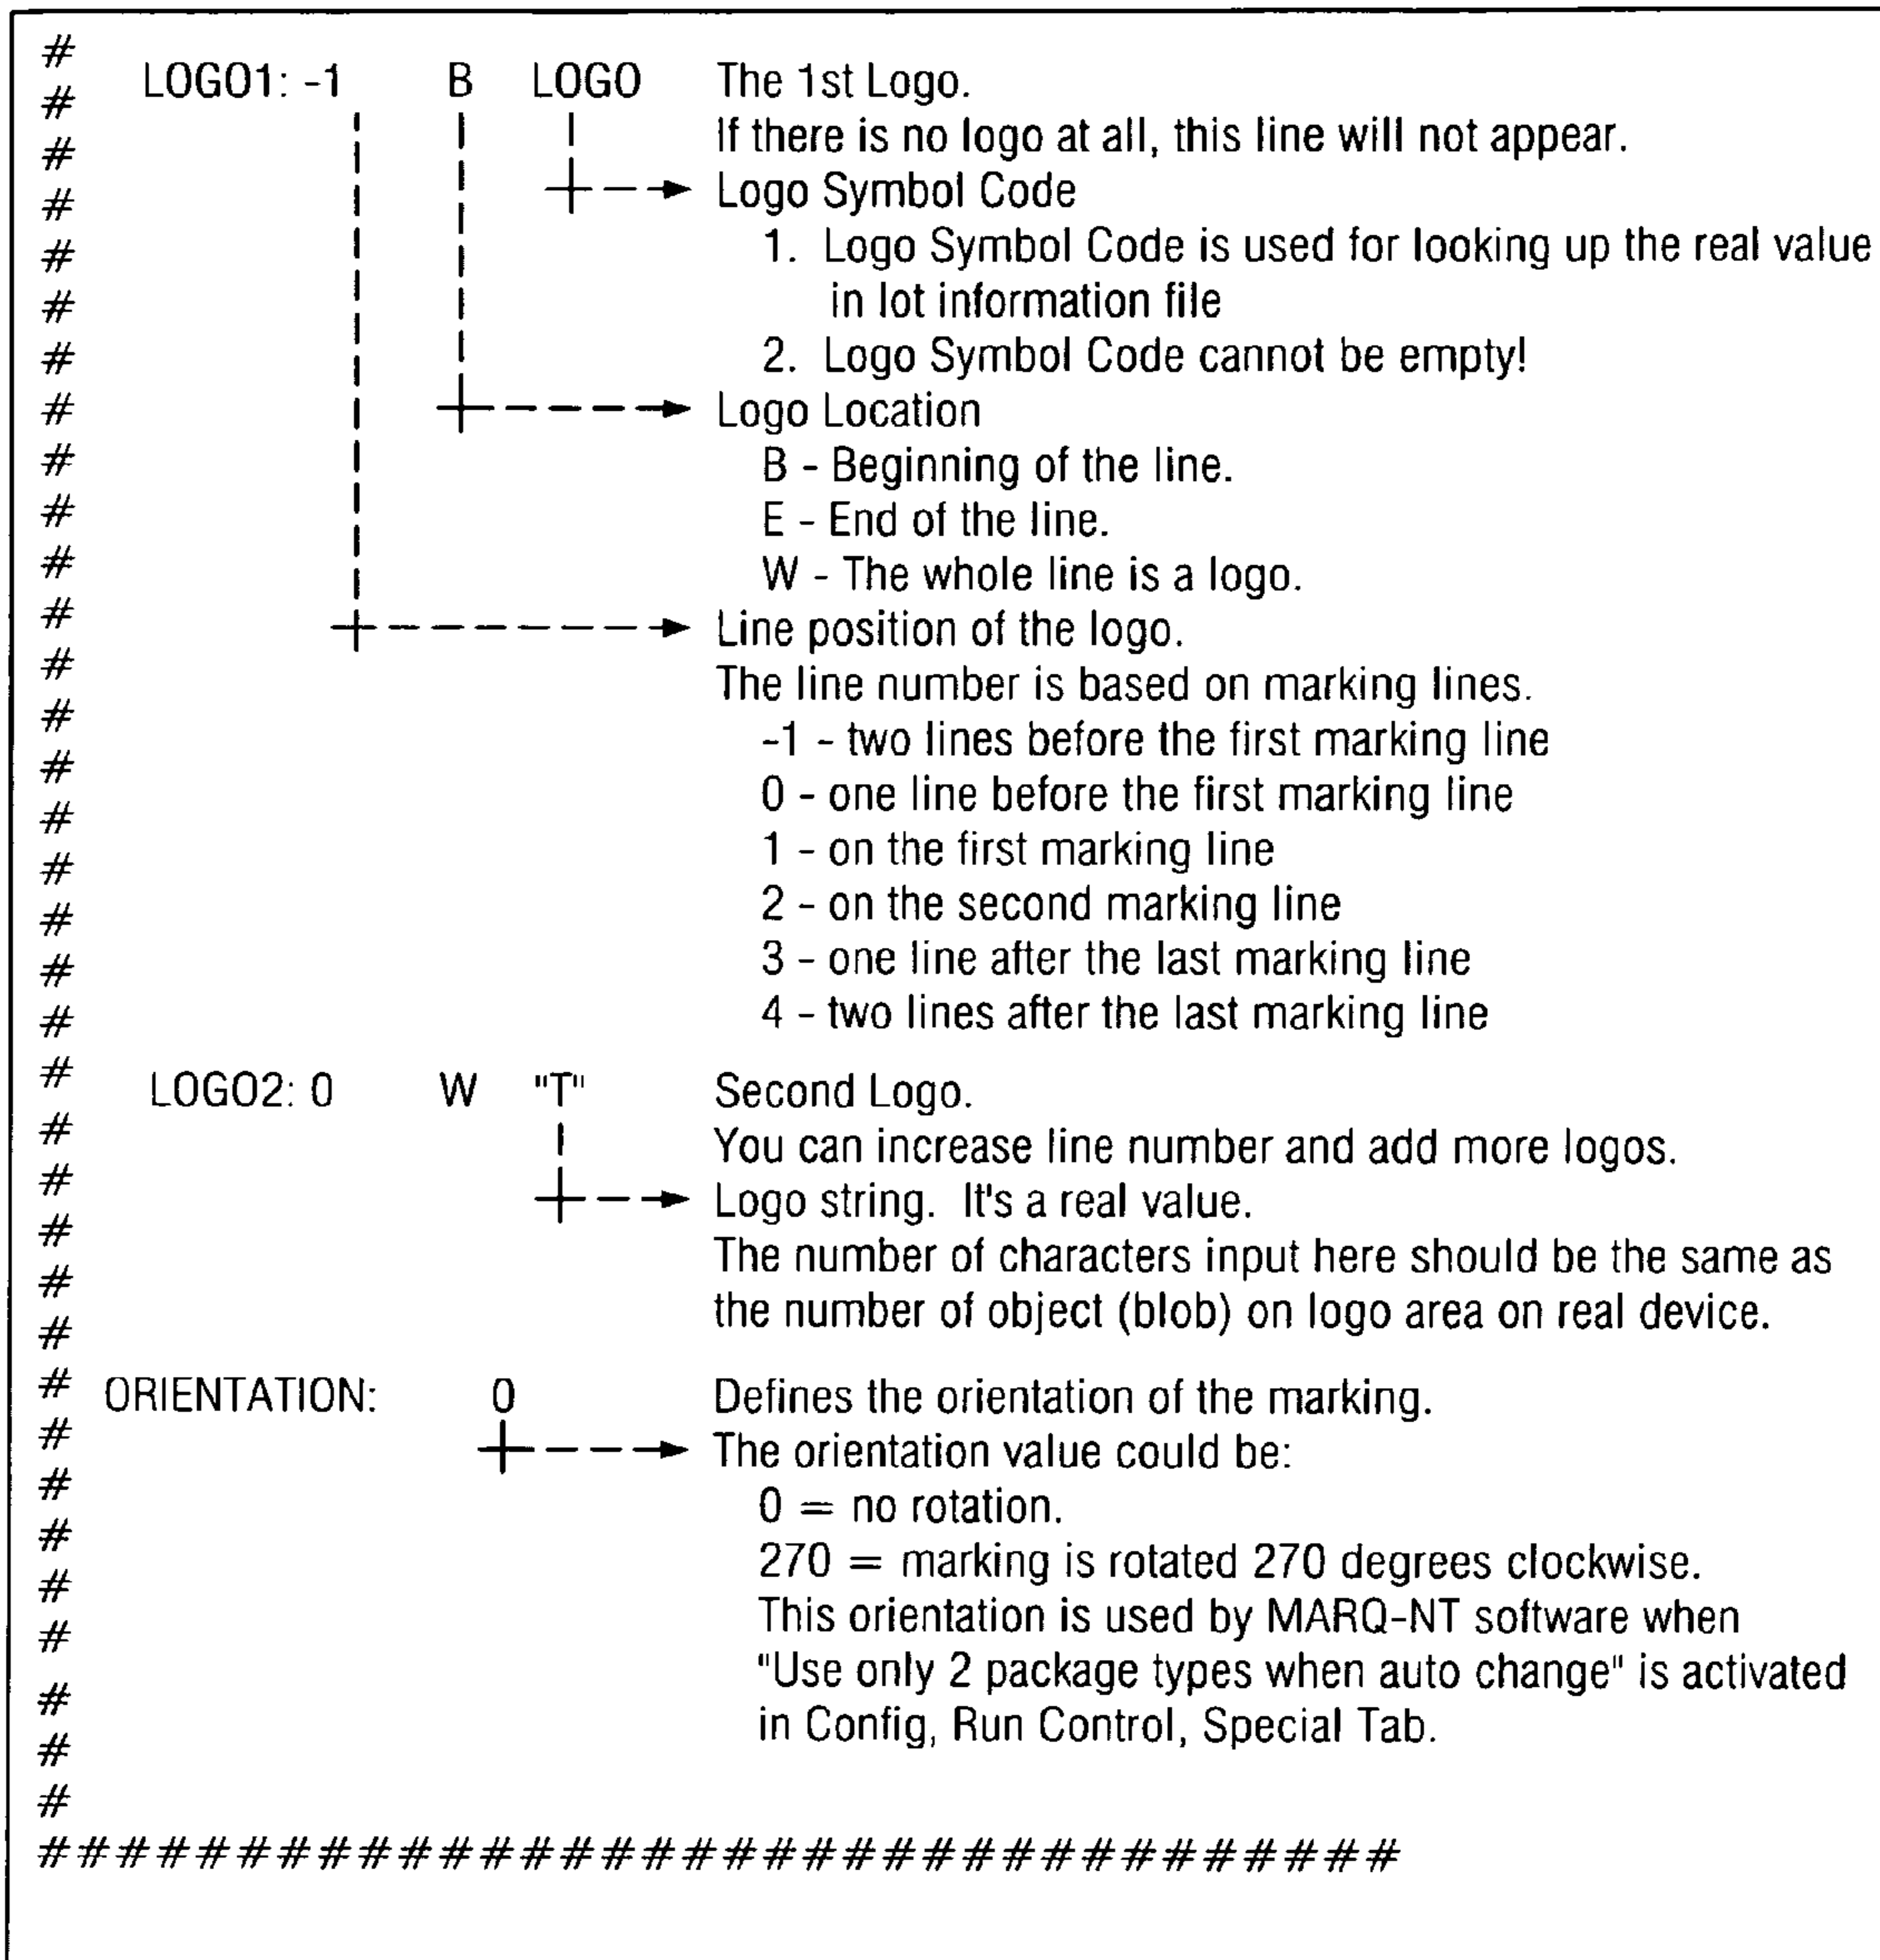 #
# LOGO1: -1 B LOGO The 1st Logo.
# If there is no logo at all, this line will not appear.
# Logo Symbol Code
# 1. Logo Symbol Code is used for looking up the real value
# in lot information file
# 2. Logo Symbol Code cannot be empty!
# Logo Location
# B - Beginning of the line.
# E - End of the line.
# W - The whole line is a logo.
# Line position of the logo.
# The line number is based on marking lines.
# -1 - two lines before the first marking line
# 0 - one line before the first marking line
# 1 - on the first marking line
# 2 - on the second marking line
# 3 - one line after the last marking line
# 4 - two lines after the last marking line
# LOGO2: 0 W "T" Second Logo.
# You can increase line number and add more logos.
# Logo string. It's a real value.
# The number of characters input here should be the same as
# the number of object (blob) on logo area on real device.
# ORIENTATION: 0 Defines the orientation of the marking.
# The orientation value could be:
# 0 = no rotation.
# 270 = marking is rotated 270 degrees clockwise.
# This orientation is used by MARQ-NT software when
# "Use only 2 package types when auto change" is activated
# in Config, Run Control, Special Tab.
#
##################################